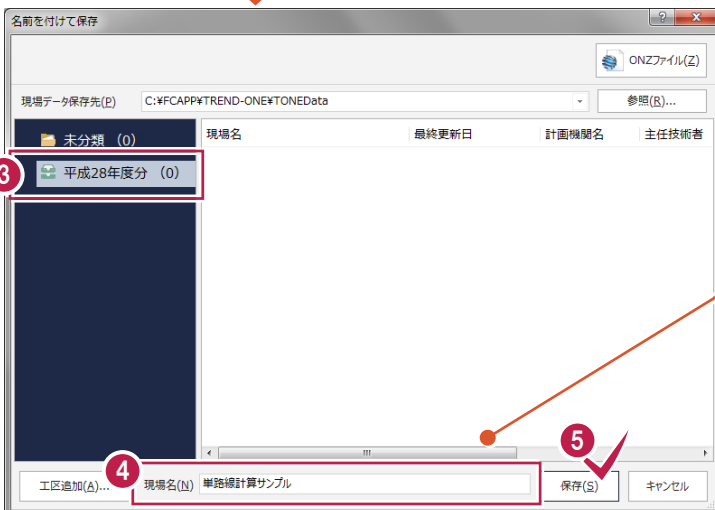 名前を付けて保存
ONZファイル(Z)
現場データ保存先(P) C:¥FCAPP¥TREND-ONE¥TONEData 参照(R)...
未分類 (0) 現場名 最終更新日 計画機関名 主任技術者
3 平成28年度分 (0)
5
4
工区追加(A)... 現場名(N) 単路線計算サンプル 保存(S) キャンセル